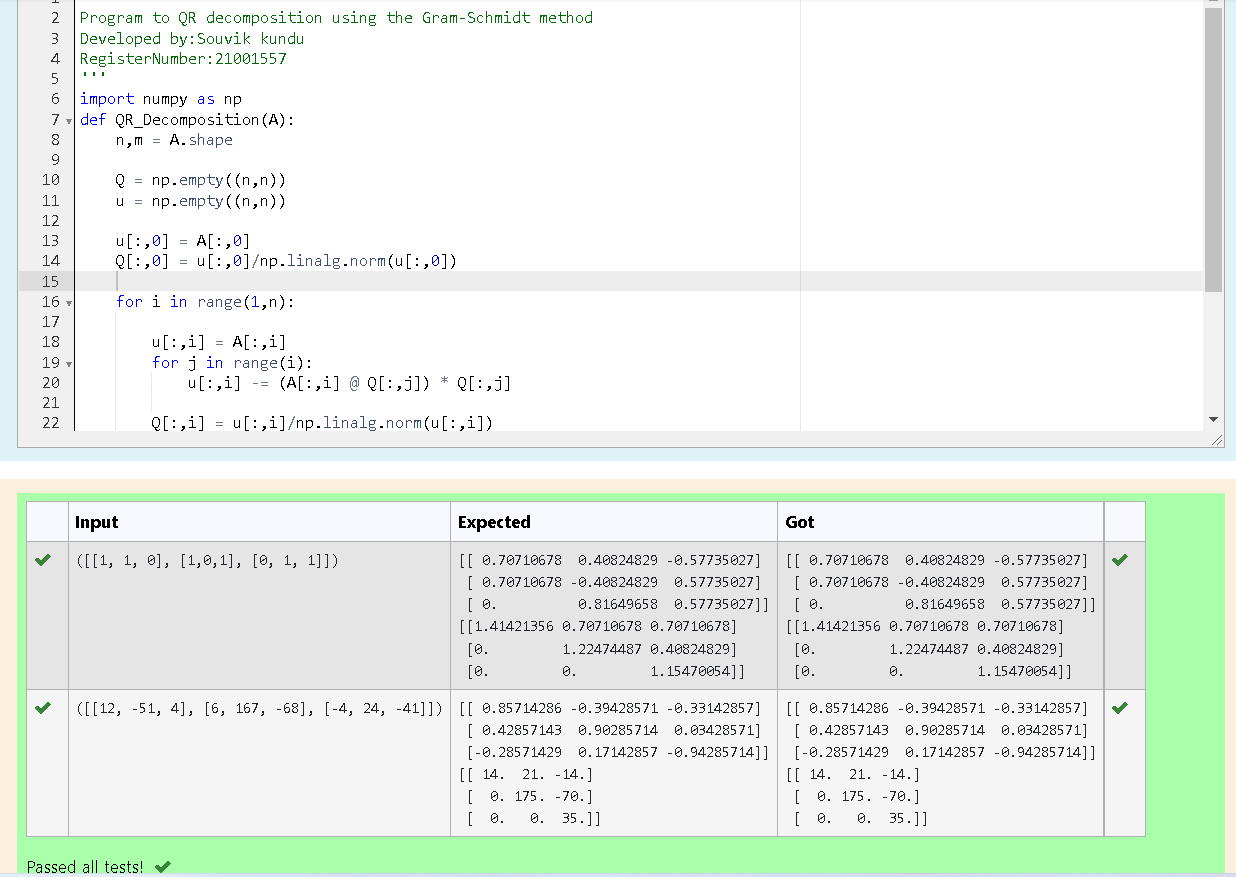 2 Program to QR decomposition using the Gram-Schmidt method
3 Developed by:Souvik kundu
4 RegisterNumber:21001557
5 '''
6 import numpy as np
7 def QR_Decomposition(A):
8 n,m = A.shape
9
10 Q = np.empty((n,n))
11 u = np.empty((n,n))
12
13 u[:,0] = A[:,0]
14 Q[:,0] = u[:,0]/np.linalg.norm(u[:,0])
15
16 for i in range(1,n):
17
18 u[:,i] = A[:,i]
19 for j in range(i):
20 u[:,i] -= (A[:,i] @ Q[:,j]) * Q[:,j]
21
22 Q[:,i] = u[:,i]/np.linalg.norm(u[:,i])
Input Expected Got
([[1, 1, 0], [1,0,1], [0, 1, 1]]) [[ 0.70710678 0.40824829 -0.57735027] [[ 0.70710678 0.40824829 -0.57735027]
[ 0.70710678 -0.40824829 0.57735027] [ 0.70710678 -0.40824829 0.57735027]
[ 0. 0.81649658 0.57735027]] [ 0. 0.81649658 0.57735027]]
[[1.41421356 0.70710678 0.70710678] [[1.41421356 0.70710678 0.70710678]
[0. 1.22474487 0.40824829] [0. 1.22474487 0.40824829]
[0. 0. 1.15470054]] [0. 0. 1.15470054]]
([[12, -51, 4], [6, 167, -68], [-4, 24, -41]]) [[ 0.85714286 -0.39428571 -0.33142857] [[ 0.85714286 -0.39428571 -0.33142857]
[ 0.42857143 0.90285714 0.03428571] [ 0.42857143 0.90285714 0.03428571]
[-0.28571429 0.17142857 -0.94285714]] [-0.28571429 0.17142857 -0.94285714]]
[[ 14. 21. -14.] [[ 14. 21. -14.]
[ 0. 175. -70.] [ 0. 175. -70.]
[ 0. 0. 35.]] [ 0. 0. 35.]]
Passed all tests!